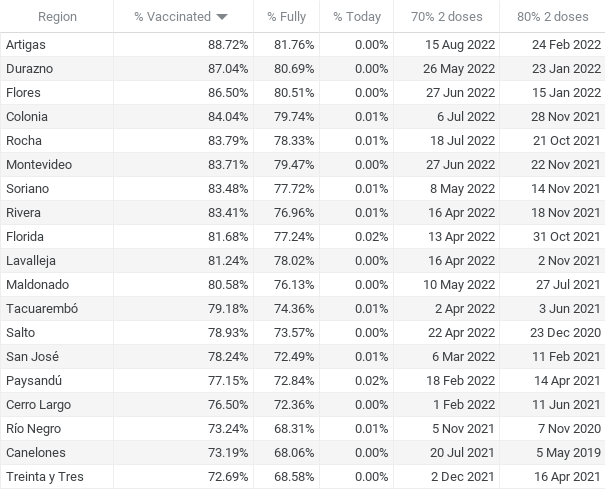 Region % Vaccinated % Fully % Today 70% 2 doses 80% 2 doses
Artigas 88.72% 81.76% 0.00% 15 Aug 2022 24 Feb 2022
Durazno 87.04% 80.69% 0.00% 26 May 2022 23 Jan 2022
Flores 86.50% 80.51% 0.00% 27 Jun 2022 15 Jan 2022
Colonia 84.04% 79.74% 0.01% 6 Jul 2022 28 Nov 2021
Rocha 83.79% 78.33% 0.01% 18 Jul 2022 21 Oct 2021
Montevideo 83.71% 79.47% 0.00% 27 Jun 2022 22 Nov 2021
Soriano 83.48% 77.72% 0.01% 8 May 2022 14 Nov 2021
Rivera 83.41% 76.96% 0.01% 16 Apr 2022 18 Nov 2021
Florida 81.68% 77.24% 0.02% 13 Apr 2022 31 Oct 2021
Lavalleja 81.24% 78.02% 0.00% 16 Apr 2022 2 Nov 2021
Maldonado 80.58% 76.13% 0.00% 10 May 2022 27 Jul 2021
Tacuarembó 79.18% 74.36% 0.01% 2 Apr 2022 3 Jun 2021
Salto 78.93% 73.57% 0.00% 22 Apr 2022 23 Dec 2020
San José 78.24% 72.49% 0.01% 6 Mar 2022 11 Feb 2021
Paysandú 77.15% 72.84% 0.02% 18 Feb 2022 14 Apr 2021
Cerro Largo 76.50% 72.36% 0.00% 1 Feb 2022 11 Jun 2021
Río Negro 73.24% 68.31% 0.01% 5 Nov 2021 7 Nov 2020
Canelones 73.19% 68.06% 0.00% 20 Jul 2021 5 May 2019
Treinta y Tres 72.69% 68.58% 0.00% 2 Dec 2021 16 Apr 2021